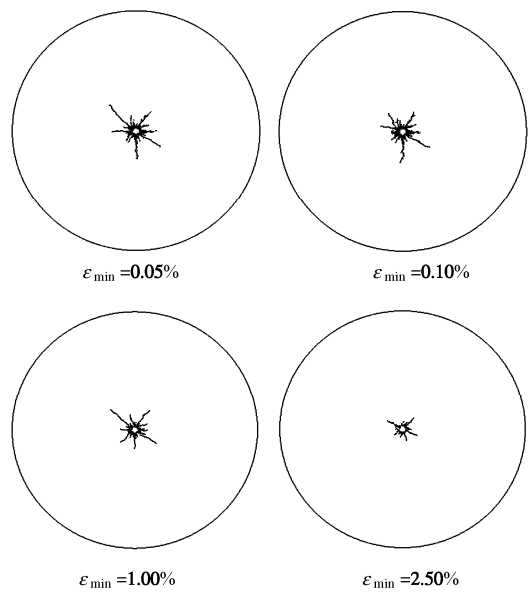 ε min =0.05%
ε min =0.10%
ε min =1.00%
ε min =2.50%